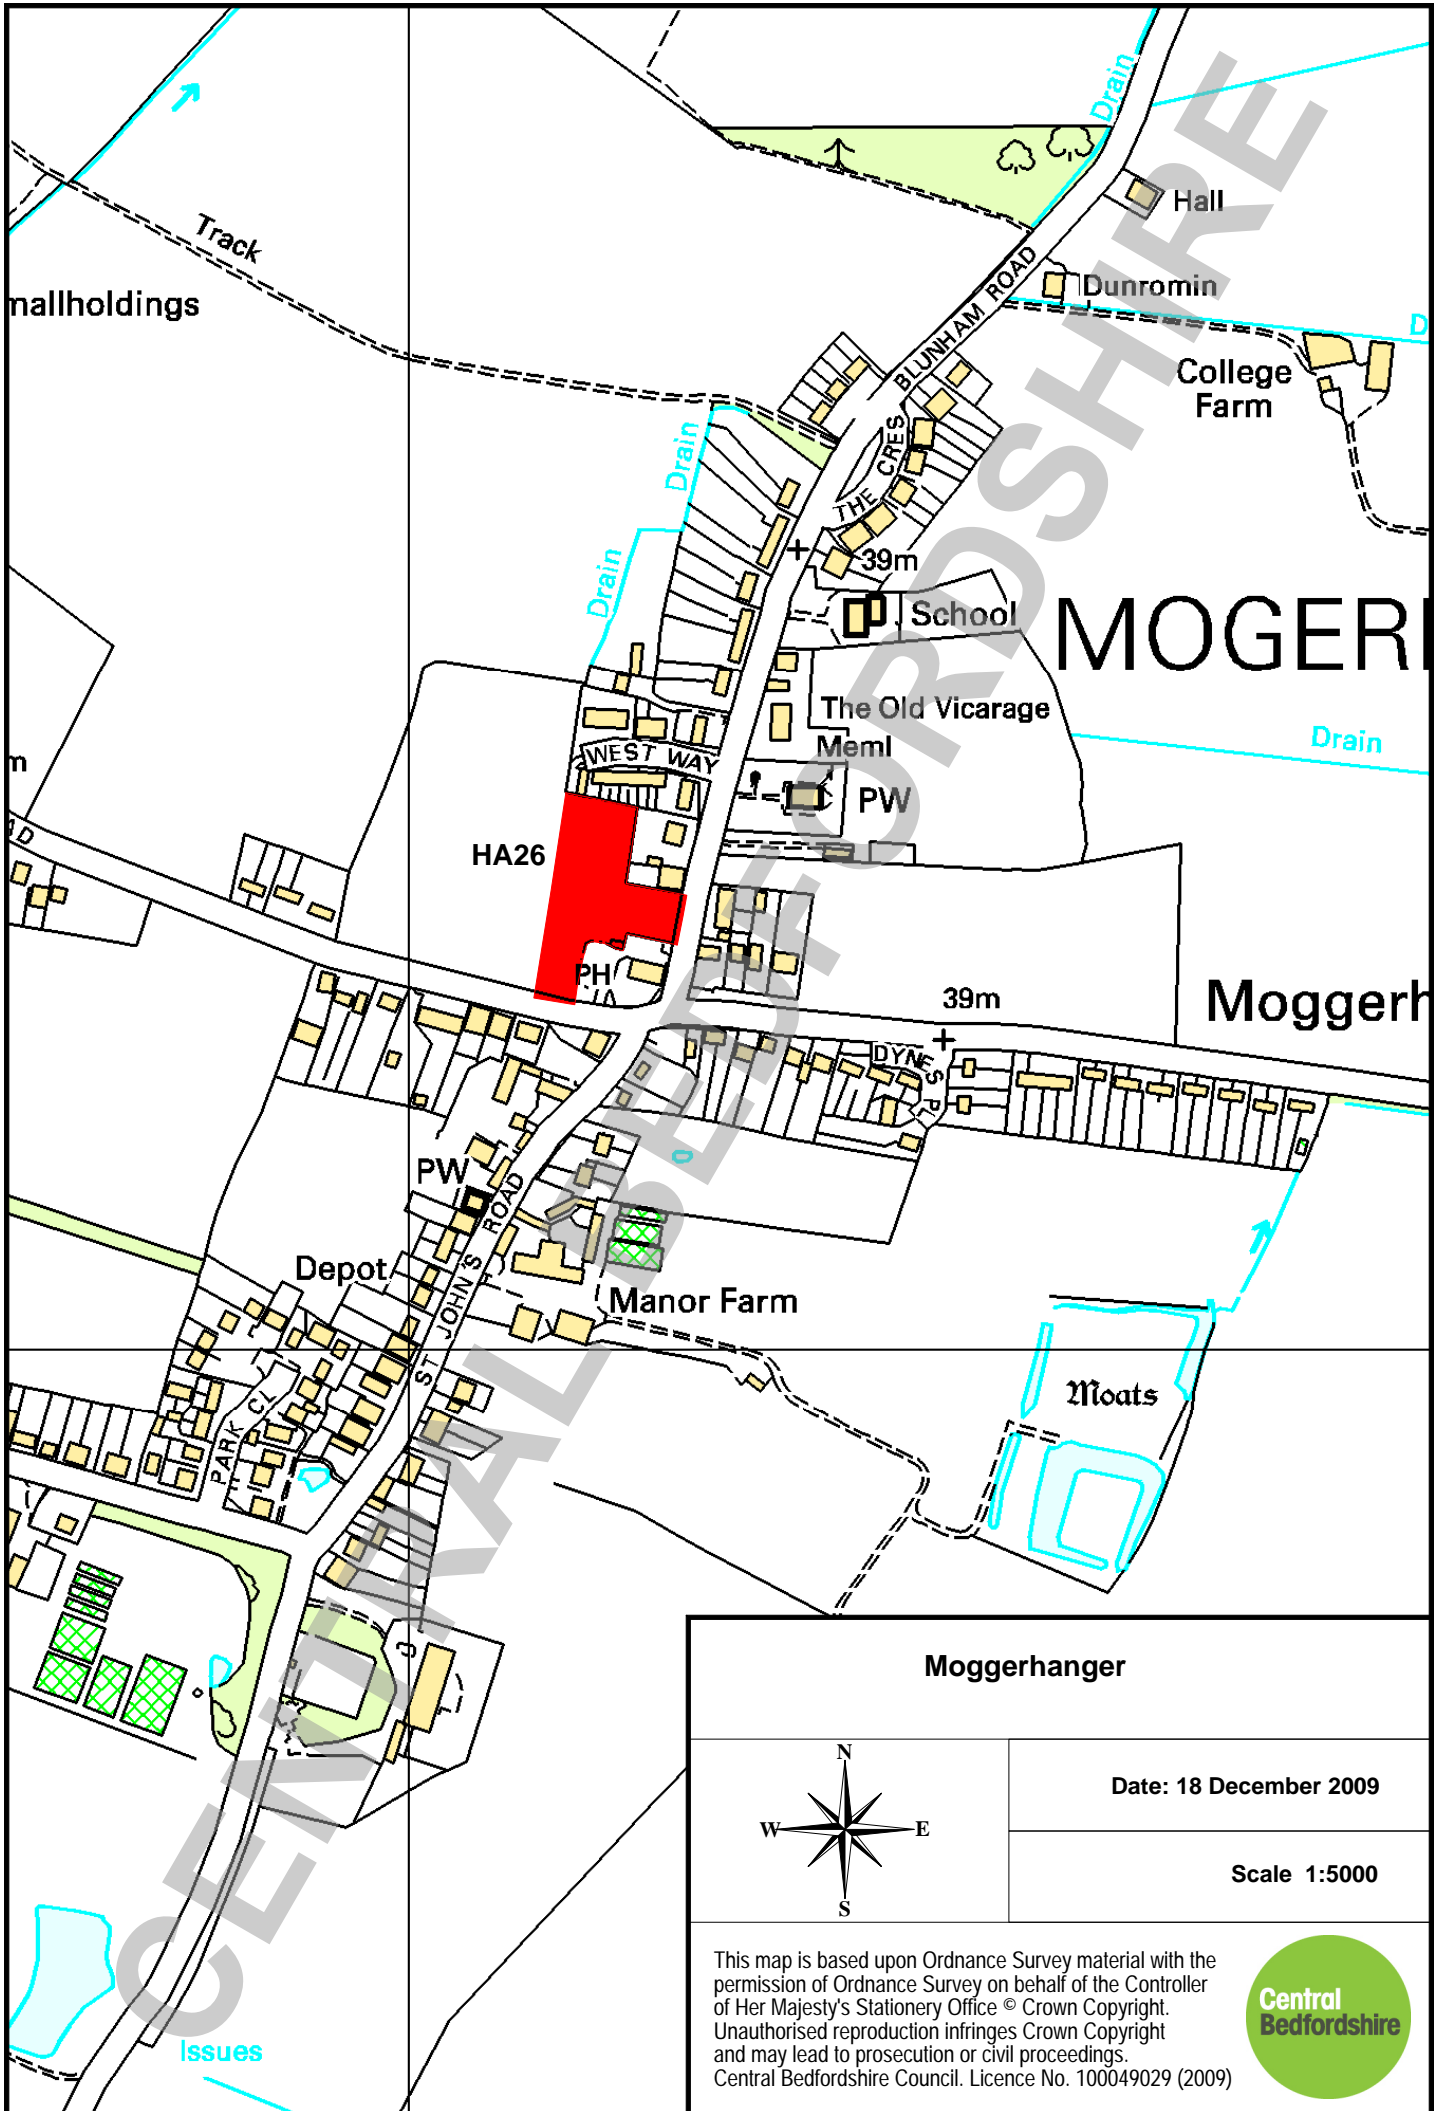 Drain
Hall
Track
BLUNHAM ROAD
Dunromin
nallholdings
D
College
Farm
THE CRES
Drain
39m
Drain
School
MOGER
The Old Vicarage
Meml
Drain
WEST WAY
m
PW
AD
HA26
PH
39m
Moggerh
DYNES PL
PW
ST JOHN'S ROAD
Depot
Manor Farm
Moats
PARK CL
Issues
CENTRAL BEDFORDSHIRE
Moggerhanger
N
W E
S
Date: 18 December 2009
Scale 1:5000
This map is based upon Ordnance Survey material with the
permission of Ordnance Survey on behalf of the Controller
of Her Majesty's Stationery Office © Crown Copyright.
Unauthorised reproduction infringes Crown Copyright
and may lead to prosecution or civil proceedings.
Central Bedfordshire Council. Licence No. 100049029 (2009)
Central
Bedfordshire